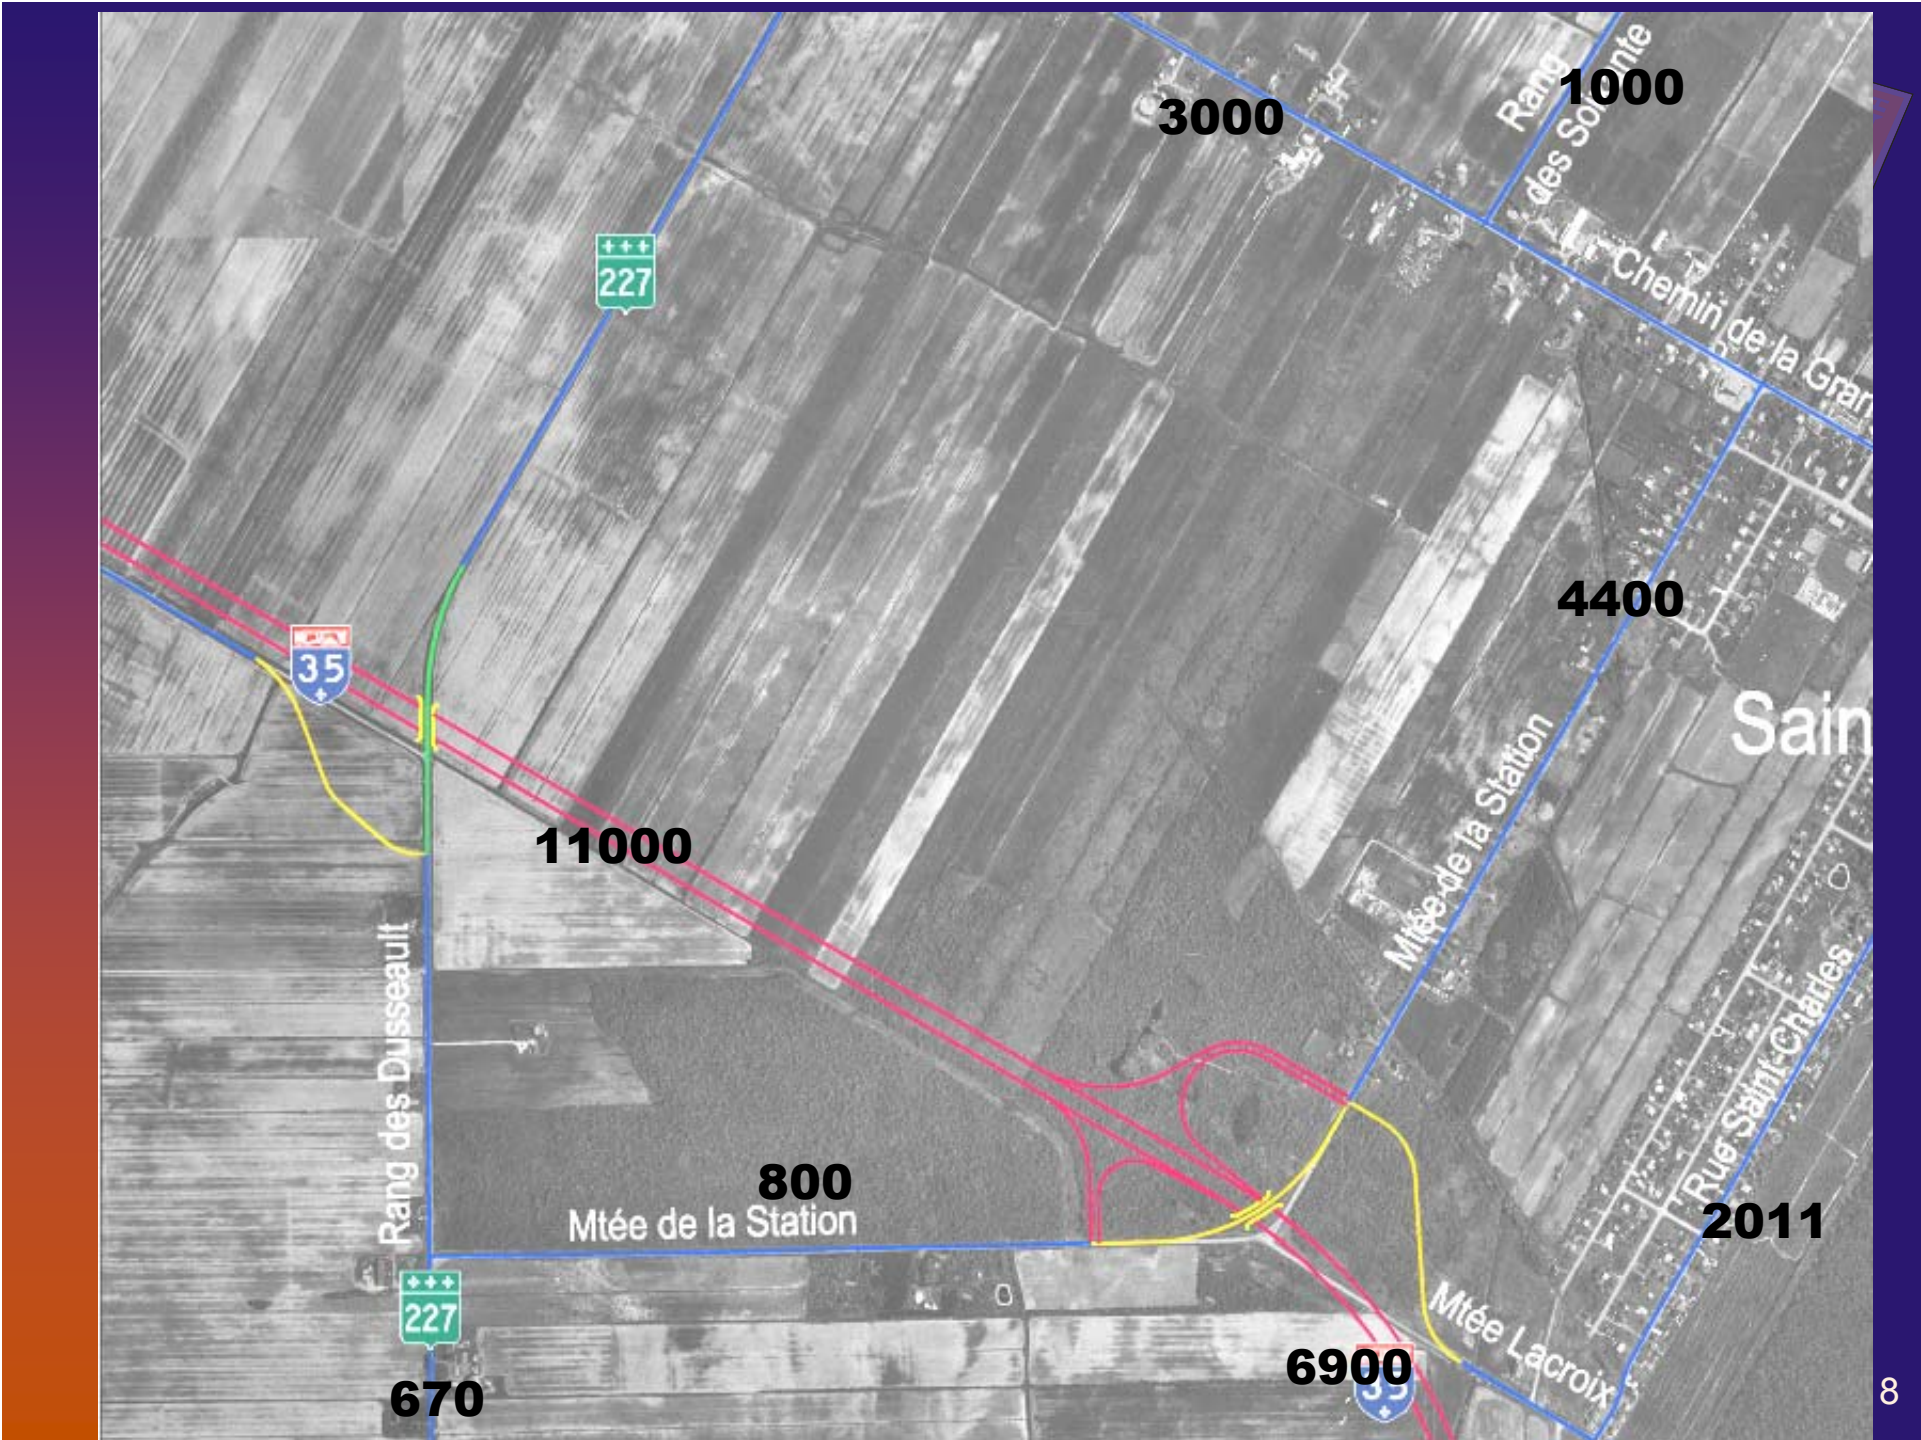 Rang
des Soixante
1000
3000
227
Chemin de la Gran
4400
35
Sain
Mtée de la Station
11000
Rang des Dusseault
Rue Saint-Charles
800
Mtée de la Station
2011
227
Mtée Lacroix
6900
35
670
8